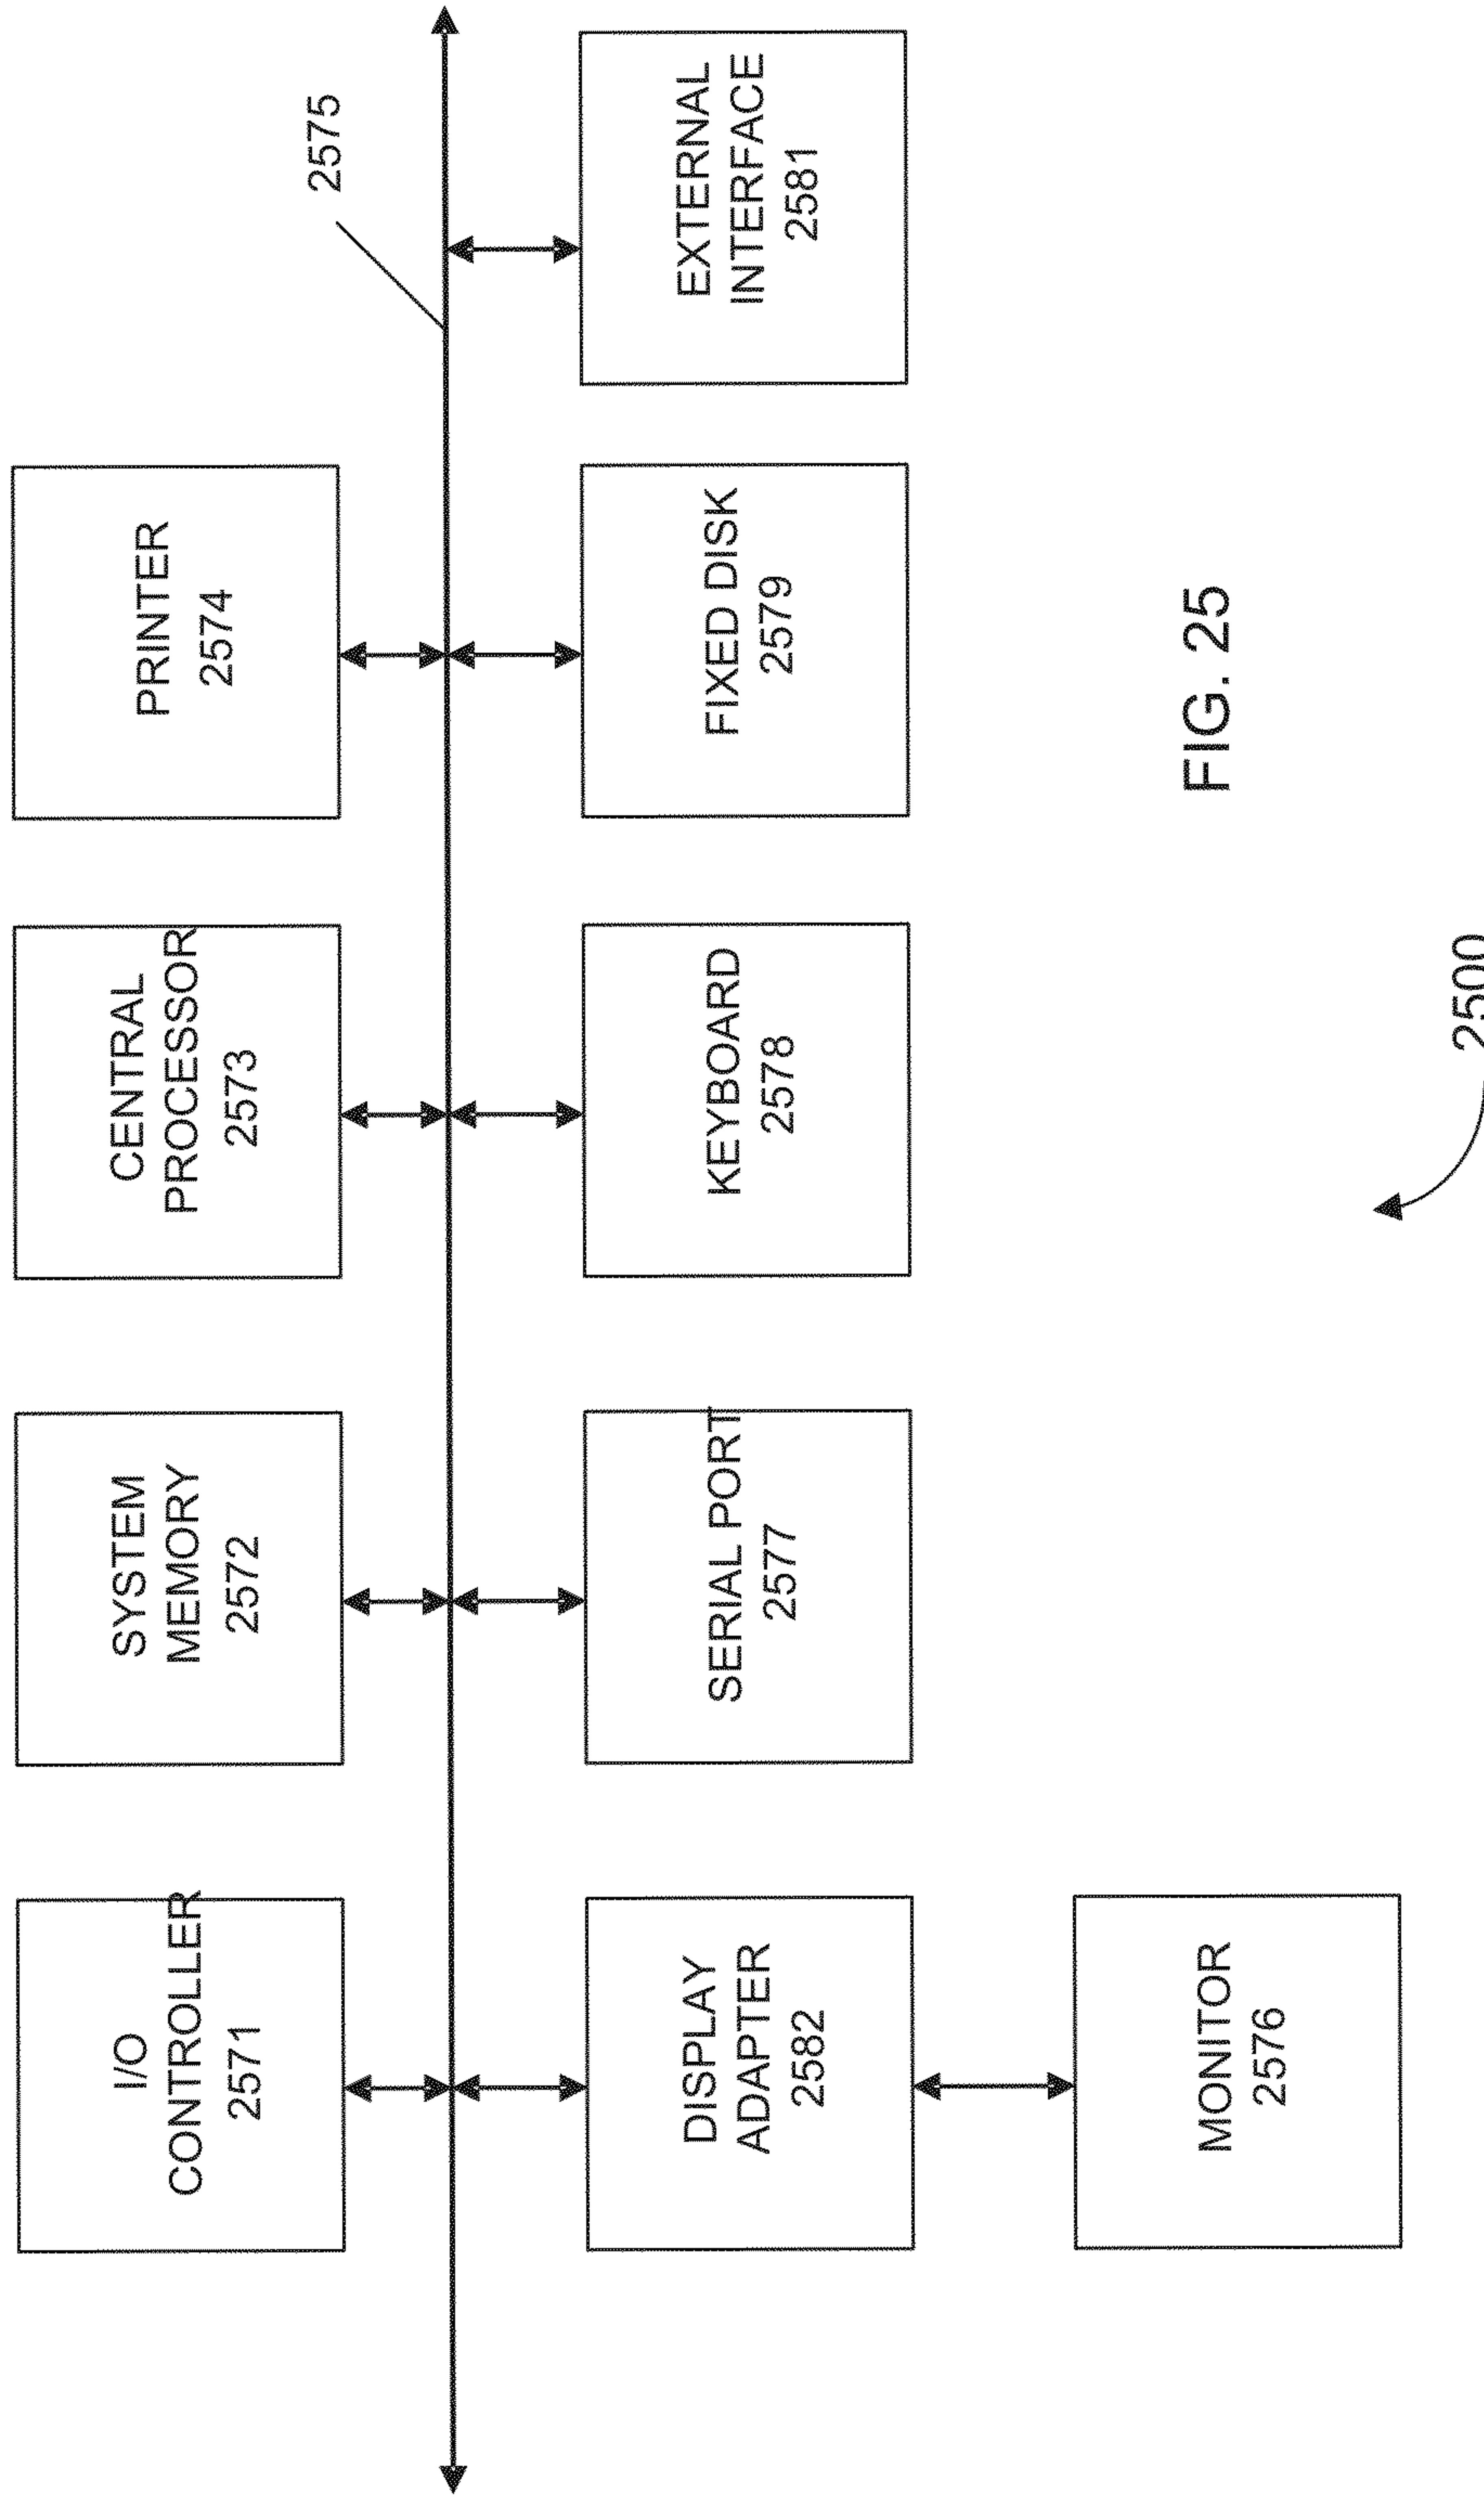 2575
I/O
CONTROLLER
2571
SYSTEM
MEMORY
2572
CENTRAL
PROCESSOR
2573
PRINTER
2574
DISPLAY
ADAPTER
2582
SERIAL PORT
2577
KEYBOARD
2578
FIXED DISK
2579
EXTERNAL
INTERFACE
2581
MONITOR
2576
FIG. 25
2500